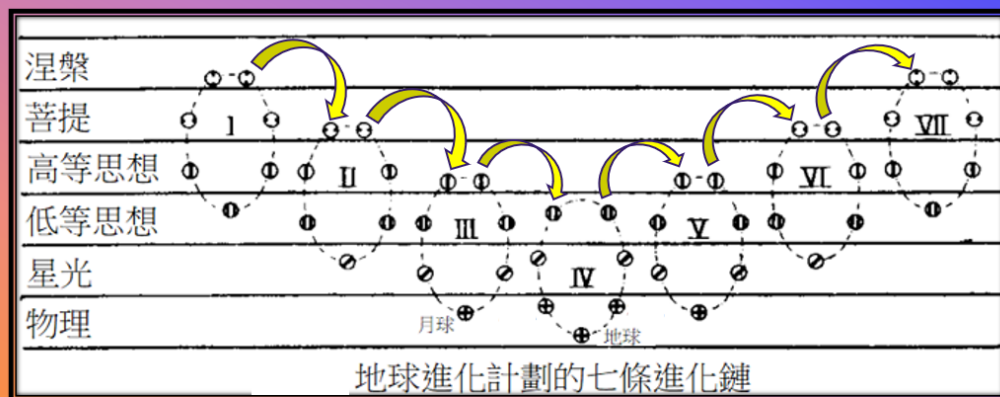 涅槃
菩提
高等思想
低等思想
星光
物理
I
II
III
IV
V
VI
VII
月球
地球
地球進化計劃的七條進化鏈